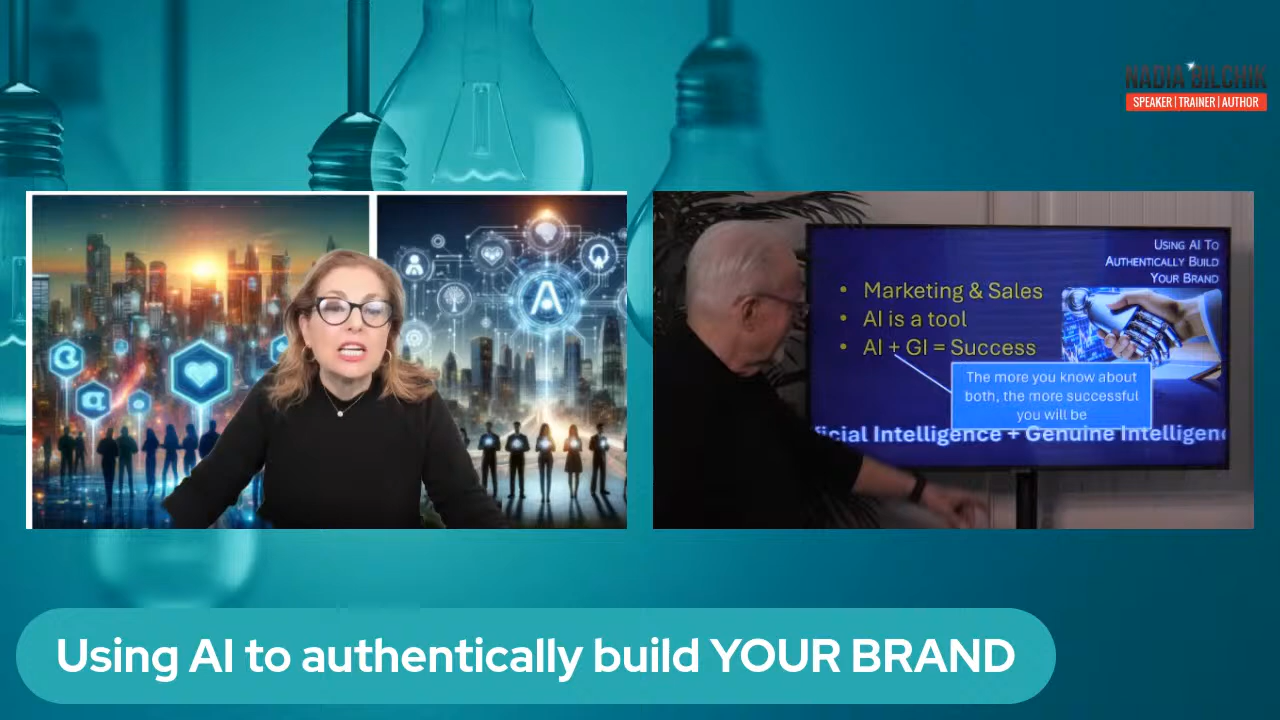 NADIA BILCHIK
SPEAKER | TRAINER | AUTHOR
A
USING AI TO
AUTHENTICALLY BUILD
YOUR BRAND
• Marketing & Sales
• AI is a tool
• AI + GI = Success
The more you know about
both, the more successful
you will be
icial Intelligence + Genuine Intelligenc
Using AI to authentically build YOUR BRAND